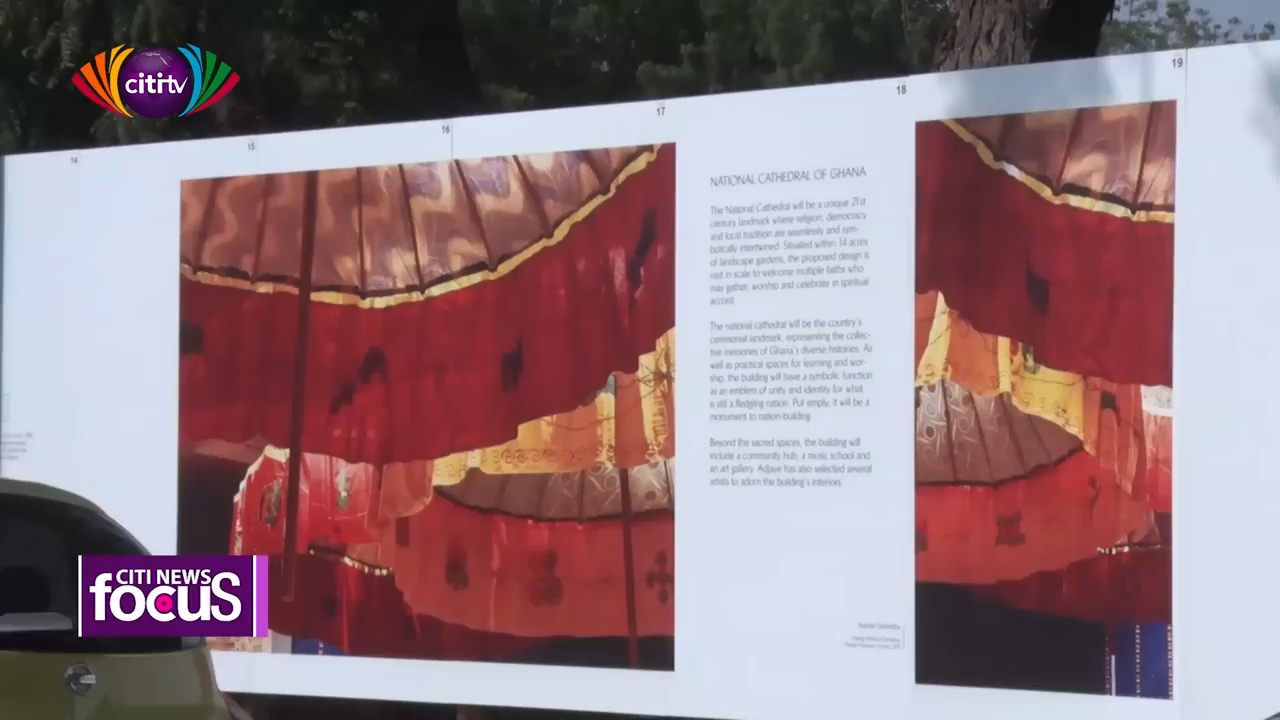 citi tv
14
15
16
17
18
19
NATIONAL CATHEDRAL OF GHANA
The National Cathedral will be a unique 21st
century landmark where religion, democracy
and local tradition are seamlessly and sym-
bolically intertwined. Situated within 14 acres
of landscape gardens, the proposed design is
vast in scale to welcome multiple faiths who
may gather, worship and celebrate in spiritual
accord.
The national cathedral will be the country's
ceremonial landmark, representing the collec-
tive memories of Ghana's diverse histories. As
well as practical spaces for learning and wor-
ship, the building will have a symbolic function
as an emblem of unity and identity for what
is still a fledgling nation. Put simply, it will be a
monument to nation-building.
Beyond the sacred spaces, the building will
include a community hub, a music school and
an art gallery. Adjaye has also selected several
artists to adorn the building's interiors.
CITI NEWS
focus